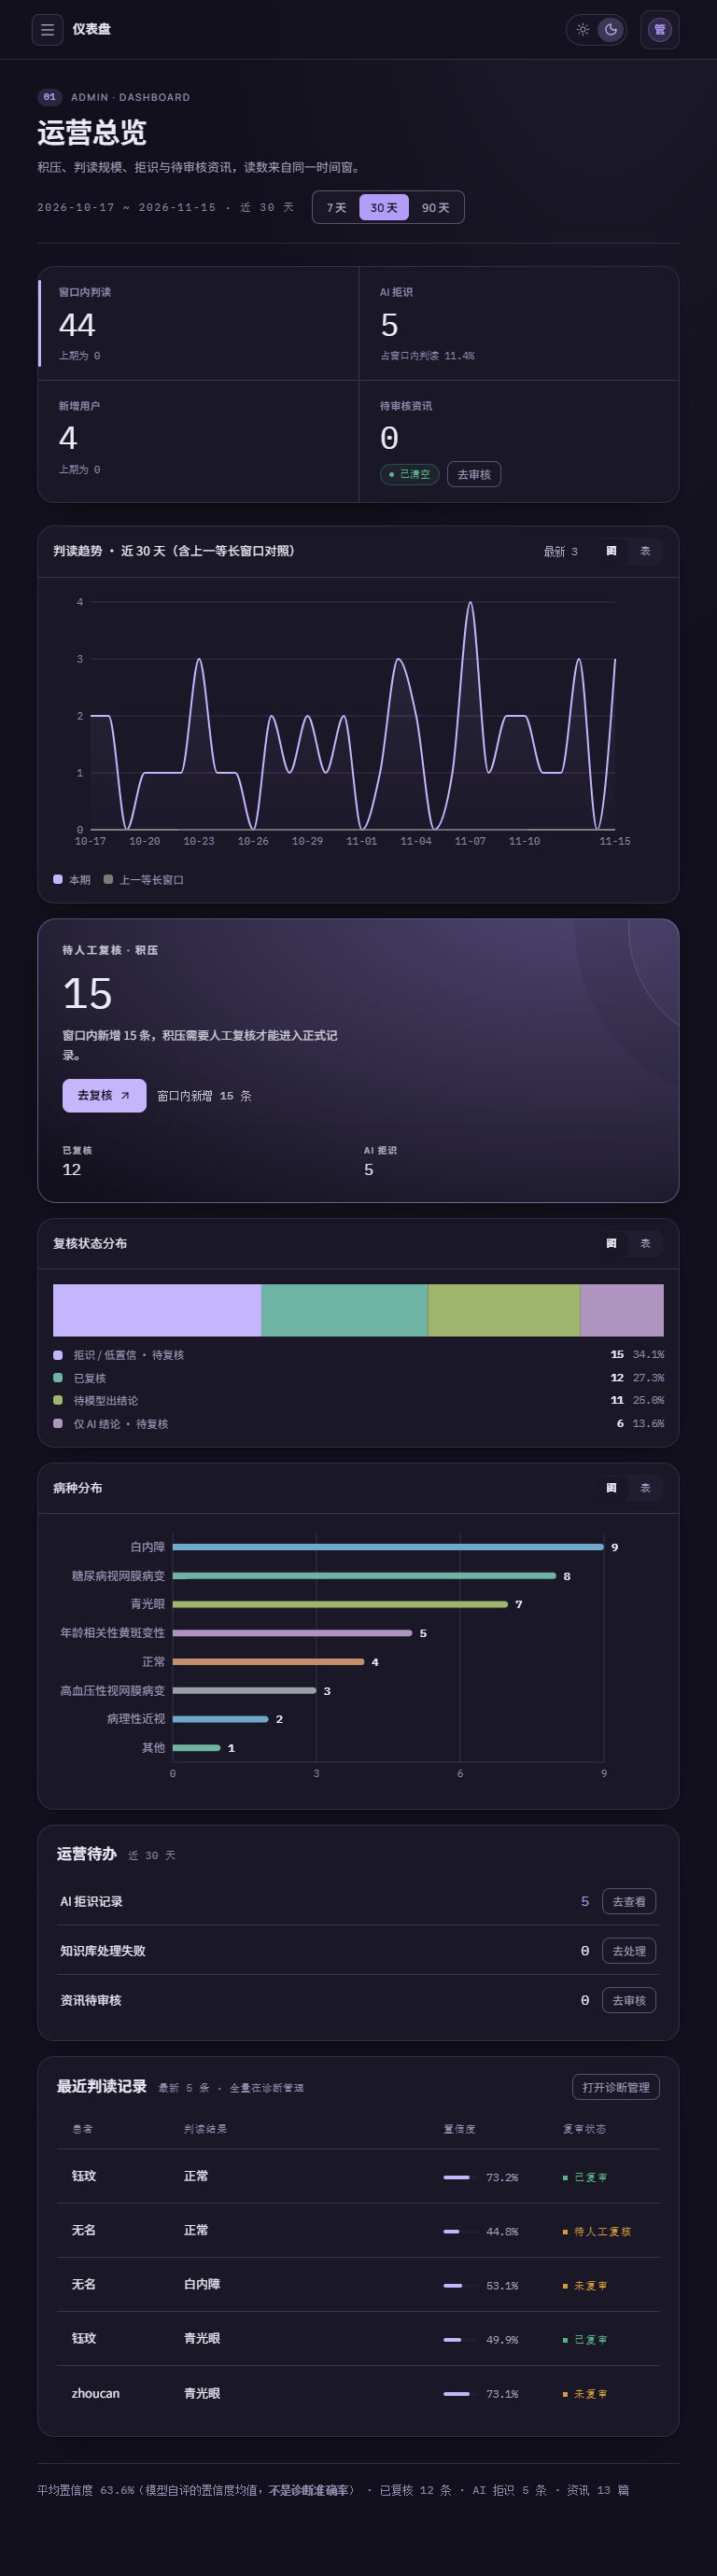 仪表盘
管
01 ADMIN · DASHBOARD
运营总览
积压、判读规模、拒识与待审核资讯，读数来自同一时间窗。
2026-10-17 ~ 2026-11-15 · 近 30 天
7 天 30 天 90 天
窗口内判读
44
上期为 0
AI 拒识
5
占窗口内判读 11.4%
新增用户
4
上期为 0
待审核资讯
0
已清空 去审核
判读趋势 · 近 30 天（含上一等长窗口对照） 最新 3 图 表
4
3
2
1
0
10-17 10-20 10-23 10-26 10-29 11-01 11-04 11-07 11-10 11-15
本期 上一等长窗口
待人工复核 · 积压
15
窗口内新增 15 条，积压需要人工复核才能进入正式记
录。
去复核 窗口内新增 15 条
已复核 AI 拒识
12 5
复核状态分布 图 表
拒识 / 低置信 · 待复核 15 34.1%
已复核 12 27.3%
待模型出结论 11 25.0%
仅 AI 结论 · 待复核 6 13.6%
病种分布 图 表
白内障 9
糖尿病视网膜病变 8
青光眼 7
年龄相关性黄斑变性 5
正常 4
高血压性视网膜病变 3
病理性近视 2
其他 1
0 3 6 9
运营待办 近 30 天
AI 拒识记录 5 去查看
知识库处理失败 0 去处理
资讯待审核 0 去审核
最近判读记录 最新 5 条 · 全量在诊断管理 打开诊断管理
患者 判读结果 置信度 复审状态
钰玟 正常 73.2% 已复审
无名 正常 44.8% 待人工复核
无名 白内障 53.1% 未复审
钰玟 青光眼 49.9% 已复审
zhoucan 青光眼 73.1% 未复审
平均置信度 63.6%（模型自评的置信度均值，不是诊断准确率） · 已复核 12 条 · AI 拒识 5 条 · 资讯 13 篇